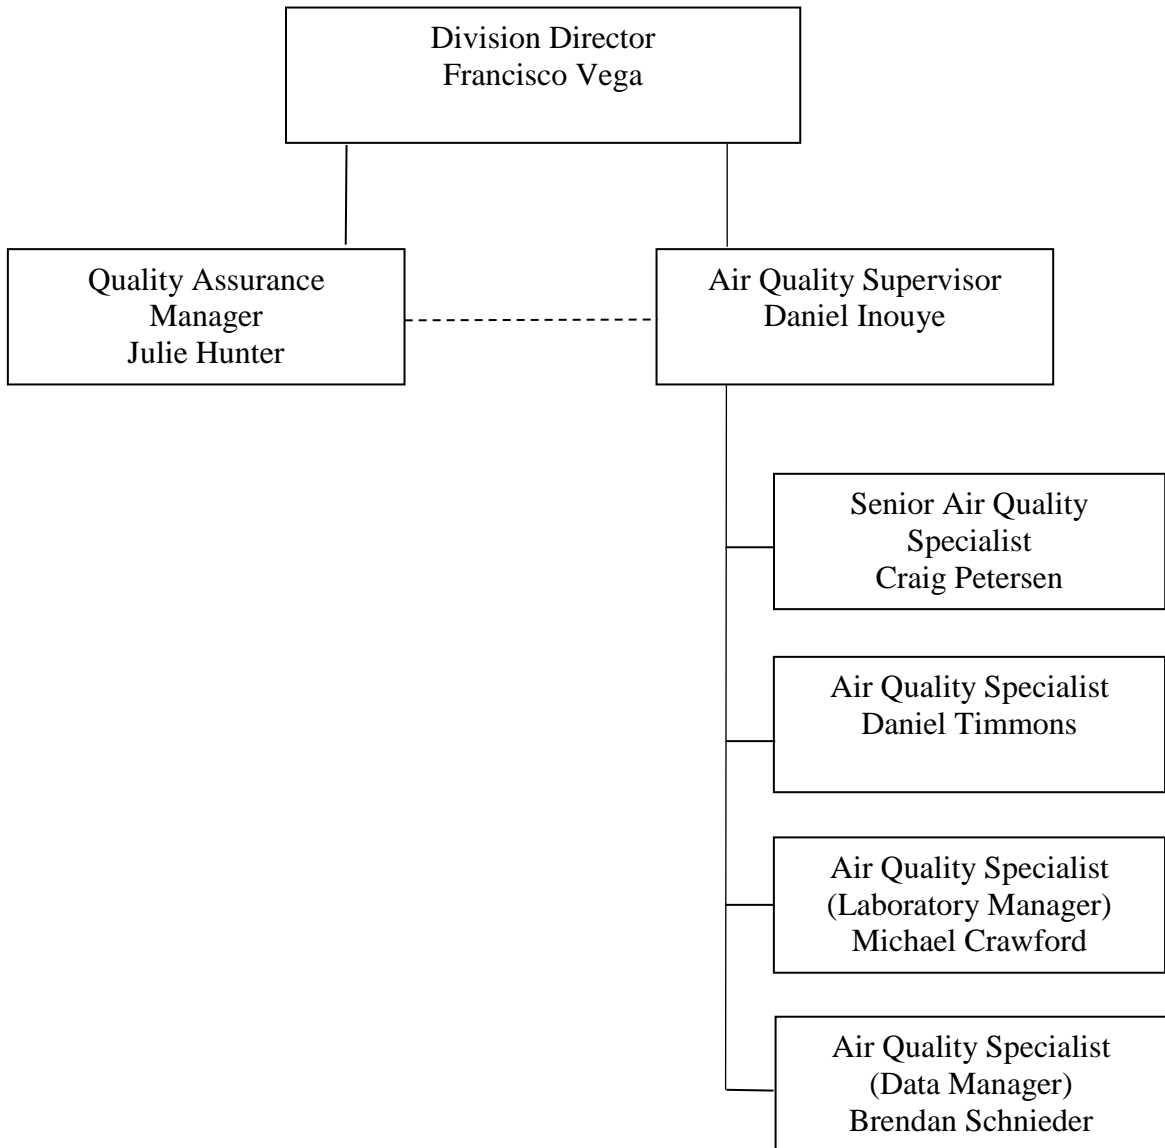 Division Director
Francisco Vega
Quality Assurance
Manager
Julie Hunter
Air Quality Supervisor
Daniel Inouye
Senior Air Quality
Specialist
Craig Petersen
Air Quality Specialist
Daniel Timmons
Air Quality Specialist
(Laboratory Manager)
Michael Crawford
Air Quality Specialist
(Data Manager)
Brendan Schnieder